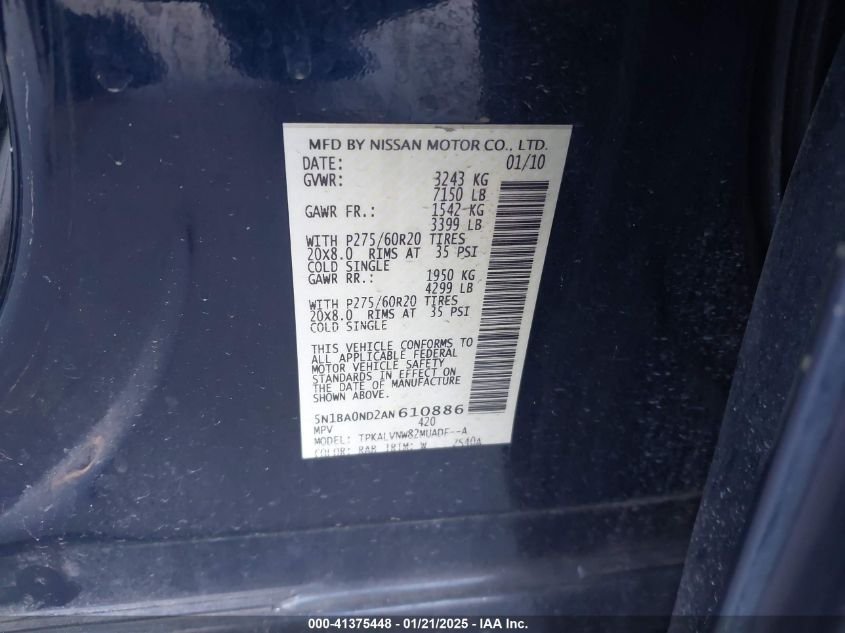 MFD BY NISSAN MOTOR CO., LTD.
DATE: 01/10
GVWR: 3243 KG
7150 LB
GAWR FR.: 1542 KG
3399 LB
WITH P275/60R20 TIRES
20X8.0 RIMS AT 35 PSI
COLD SINGLE
GAWR RR.: 1950 KG
4299 LB
WITH P275/60R20 TIRES
20X8.0 RIMS AT 35 PSI
COLD SINGLE
THIS VEHICLE CONFORMS TO
ALL APPLICABLE FEDERAL
MOTOR VEHICLE SAFETY
STANDARDS IN EFFECT ON
THE DATE OF MANUFACTURE
SHOWN ABOVE.
5N1BA0ND2AN610886
MPV 420
MODEL: TPKALVNW82MUADF--A
COLOR: RAB TRIM: W
000-41375448 - 01/21/2025 - IAA Inc.